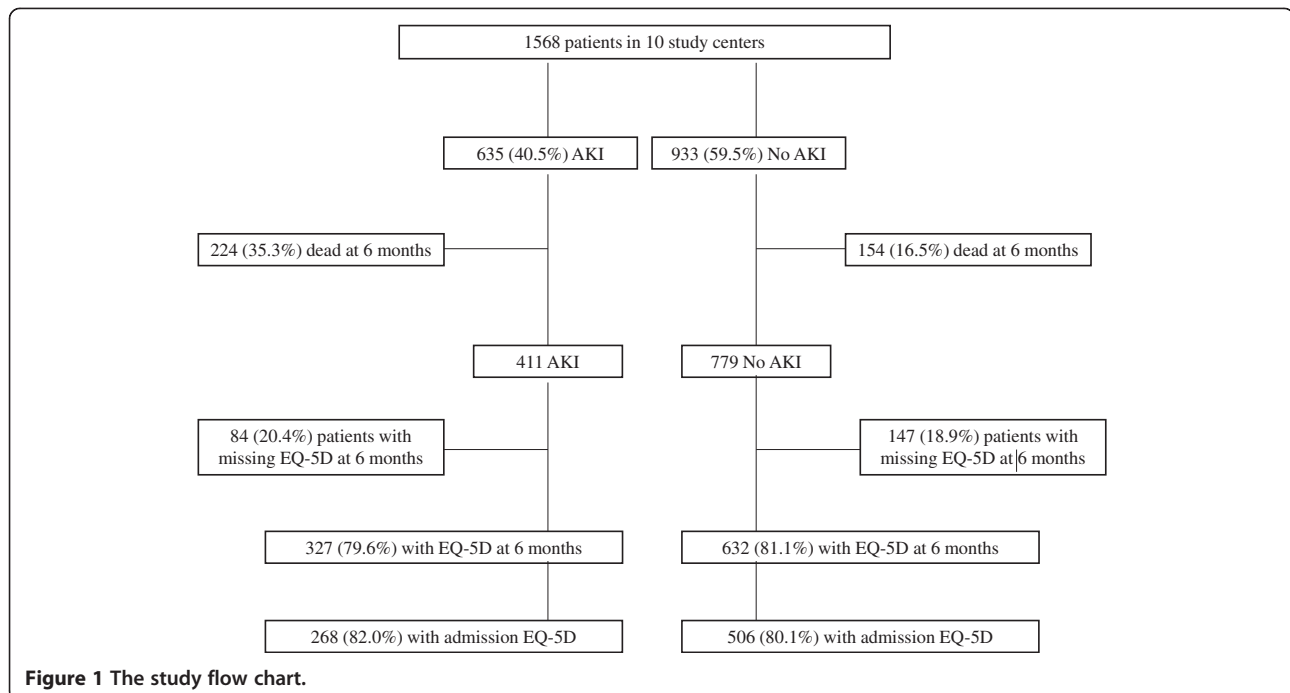 1568 patients in 10 study centers
635 (40.5%) AKI
933 (59.5%) No AKI
224 (35.3%) dead at 6 months
154 (16.5%) dead at 6 months
411 AKI
779 No AKI
84 (20.4%) patients with
missing EQ-5D at 6 months
147 (18.9%) patients with
missing EQ-5D at 6 months
327 (79.6%) with EQ-5D at 6 months
632 (81.1%) with EQ-5D at 6 months
268 (82.0%) with admission EQ-5D
506 (80.1%) with admission EQ-5D
Figure 1 The study flow chart.